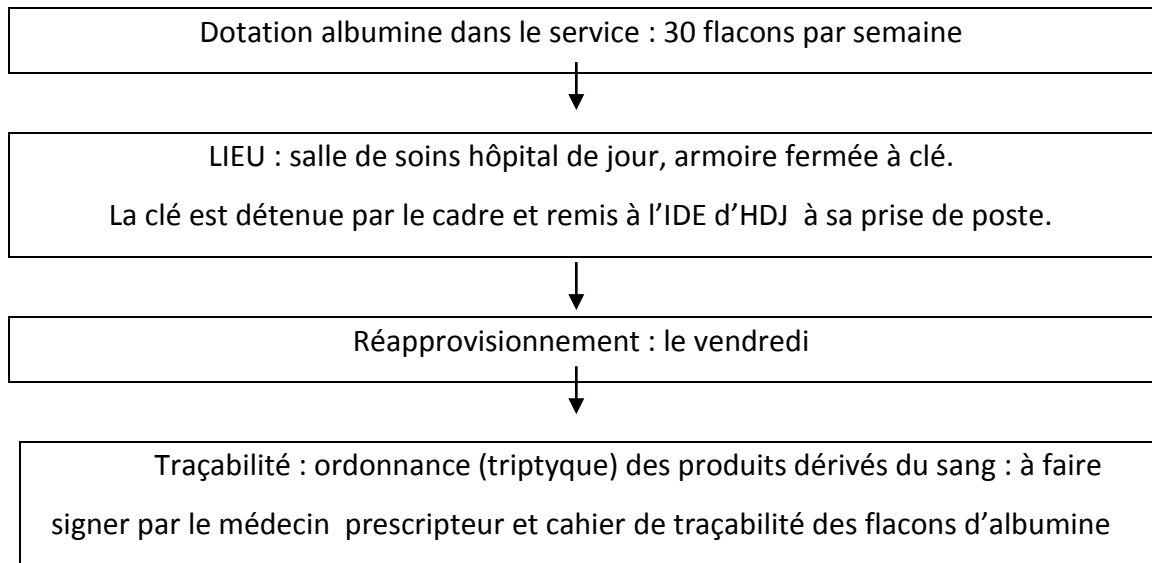 Dotation albumine dans le service : 30 flacons par semaine
LIEU : salle de soins hôpital de jour, armoire fermée à clé.
La clé est détenue par le cadre et remis à l’IDE d’HDJ à sa prise de poste.
Réapprovisionnement : le vendredi
Traçabilité : ordonnance (triptyque) des produits dérivés du sang : à faire
signer par le médecin prescripteur et cahier de traçabilité des flacons d’albumine